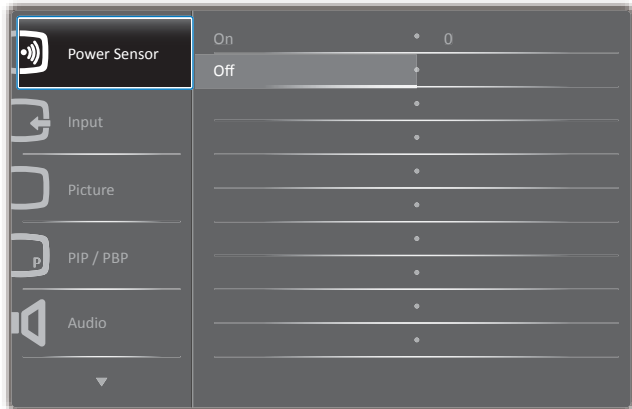 Power Sensor
On 0
Off
Input
Picture
P
PIP / PBP
Audio